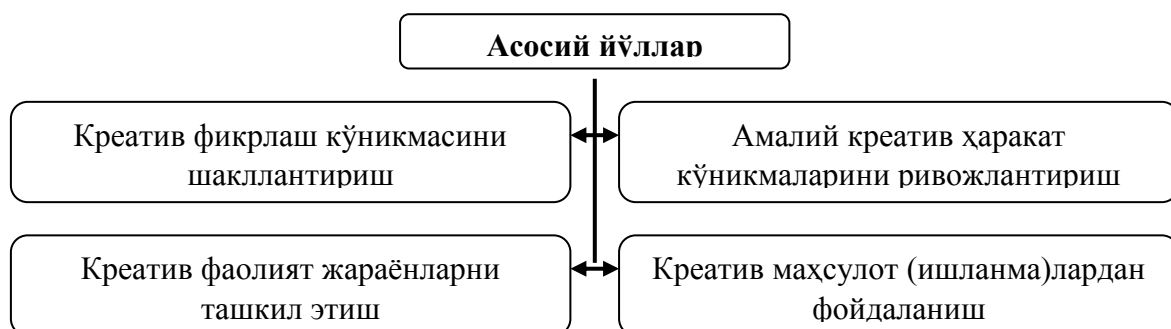 Асосий йўллар
Креатив фикрлаш кўникмасини
шакллантириш
Амалий креатив ҳаракат
кўникмаларини ривожлантириш
Креатив фаолият жараёнларни
ташкил этиш
Креатив маҳсулот (ишланма)лардан
фойдаланиш